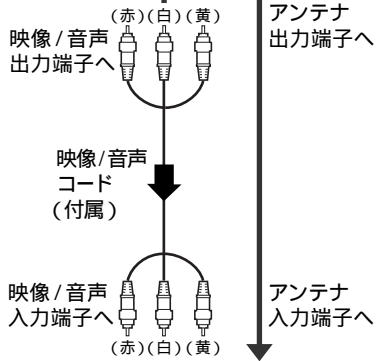 (赤)(白)(黄)
映像/音声
出力端子へ
アンテナ
出力端子へ
映像/音声
コード
(付属)
映像/音声
入力端子へ
(赤)(白)(黄)
アンテナ
入力端子へ